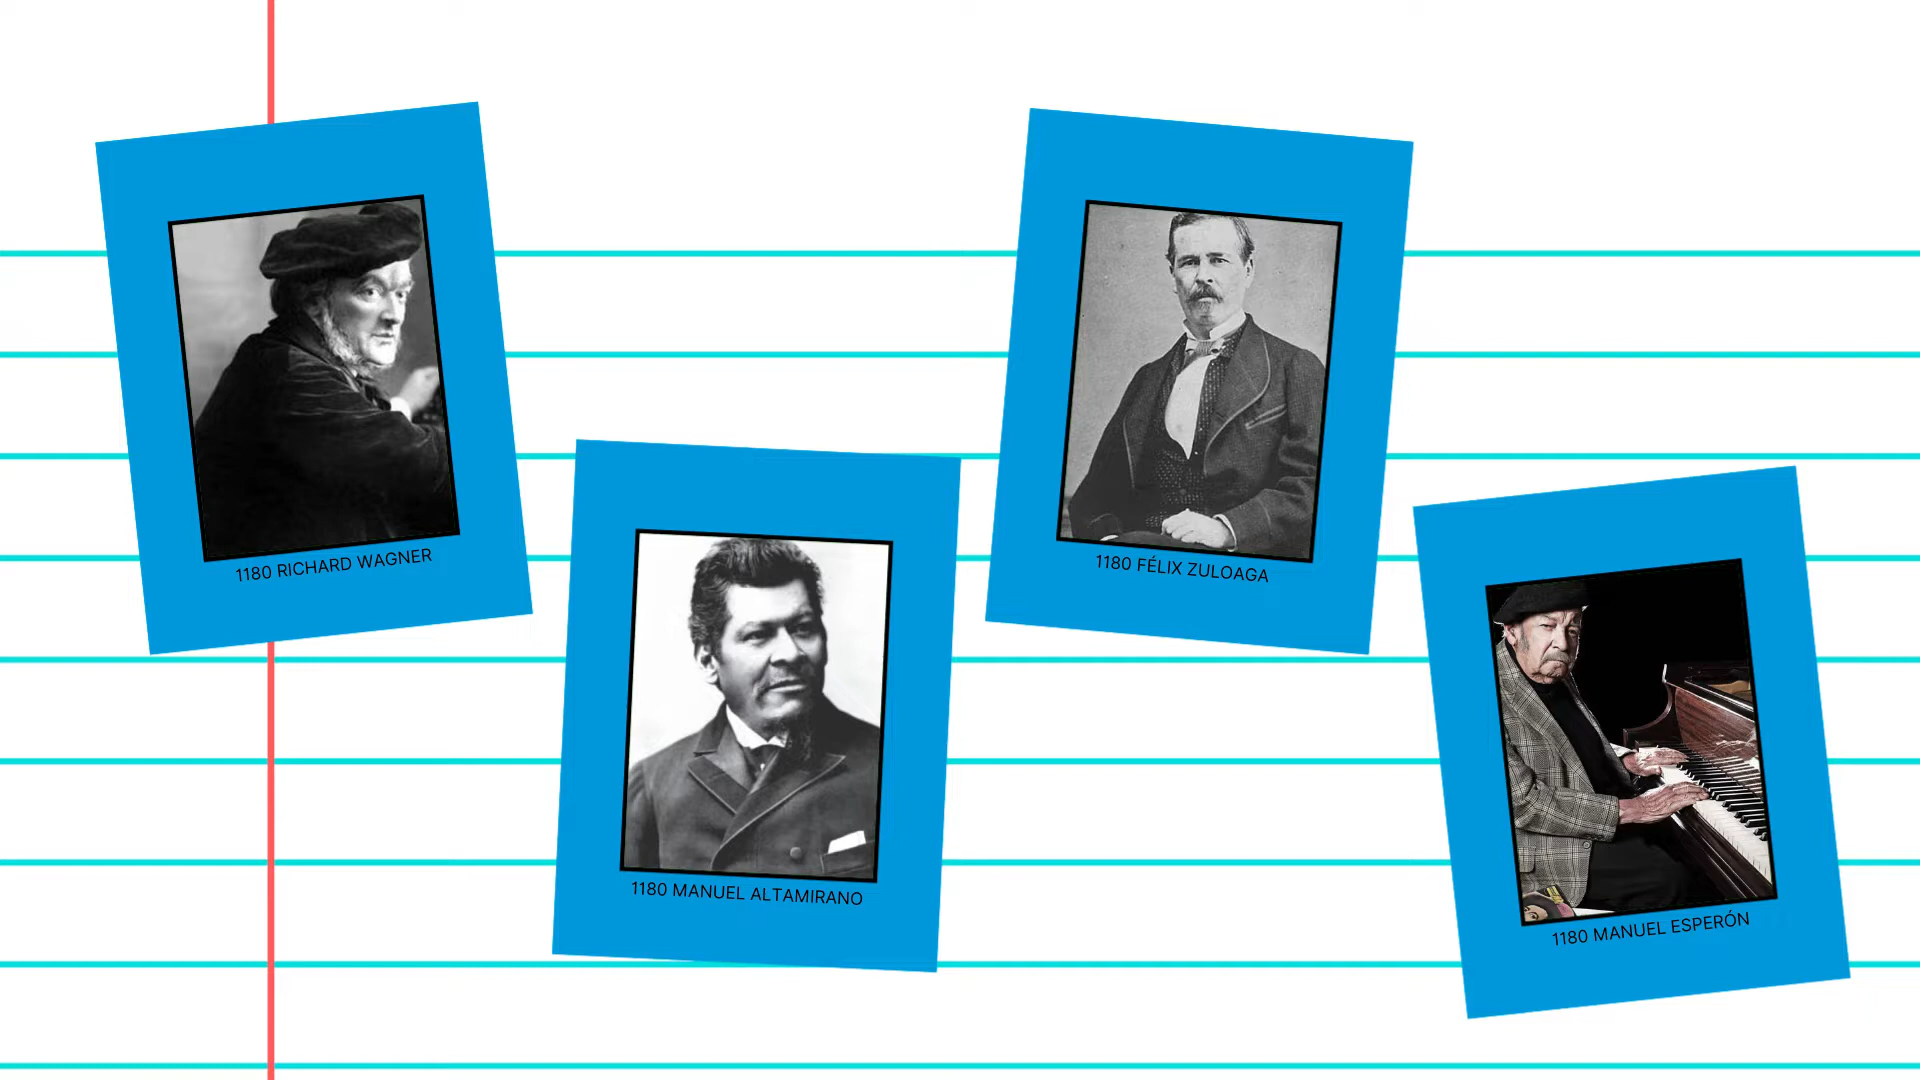 1180 RICHARD WAGNER
1180 MANUEL ALTAMIRANO
1180 FÉLIX ZULOAGA
1180 MANUEL ESPERÓN